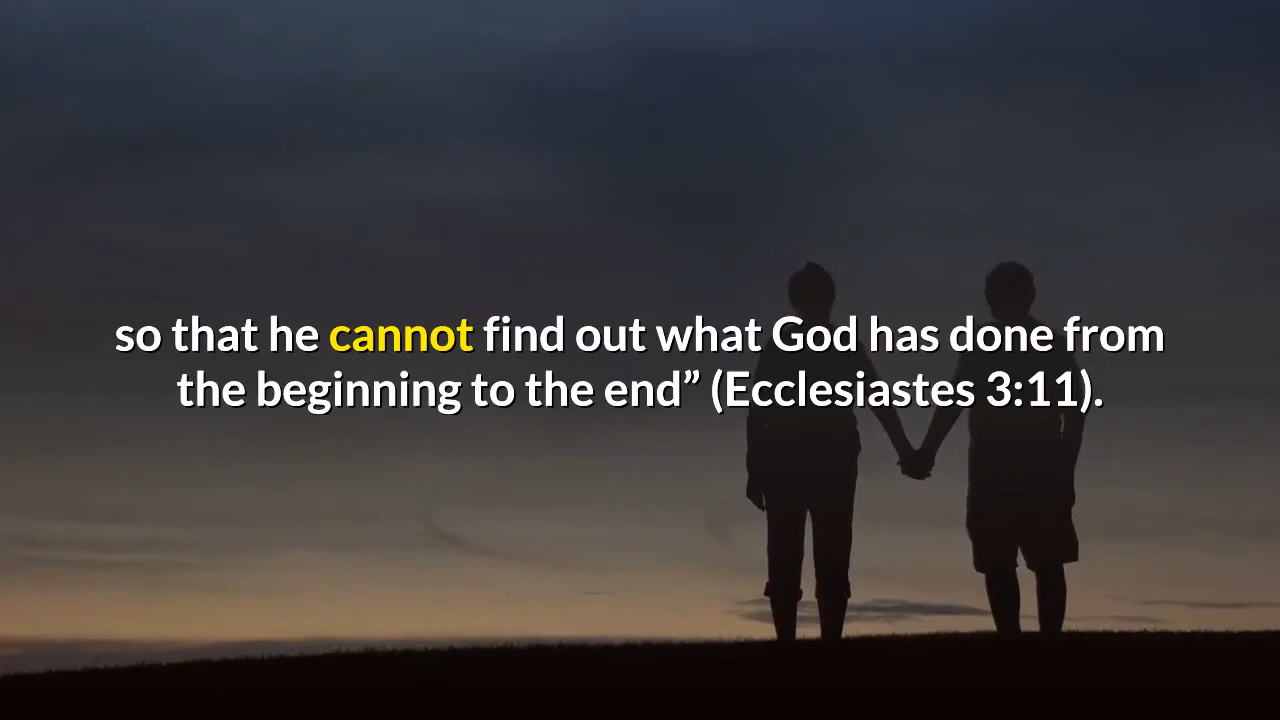 so that he cannot find out what God has done from
the beginning to the end” (Ecclesiastes 3:11).